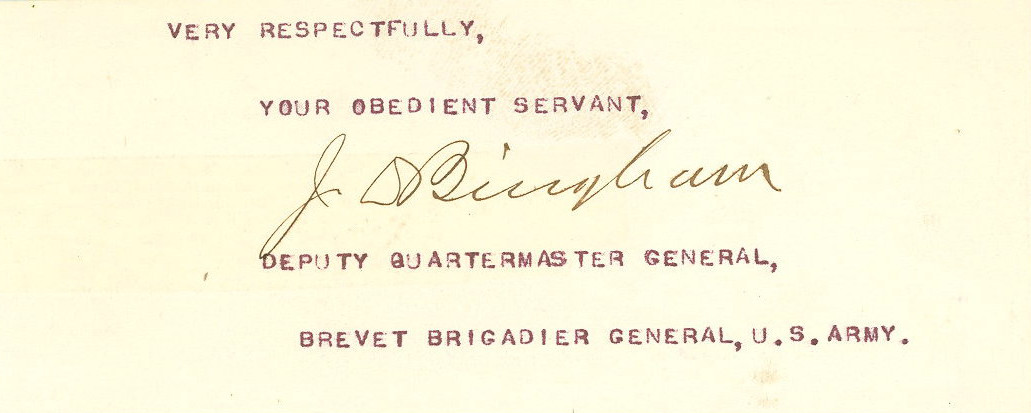 VERY RESPECTFULLY,
YOUR OBEDIENT SERVANT,
J. D Bingham
DEPUTY QUARTERMASTER GENERAL,
BREVET BRIGADIER GENERAL, U.S. ARMY.